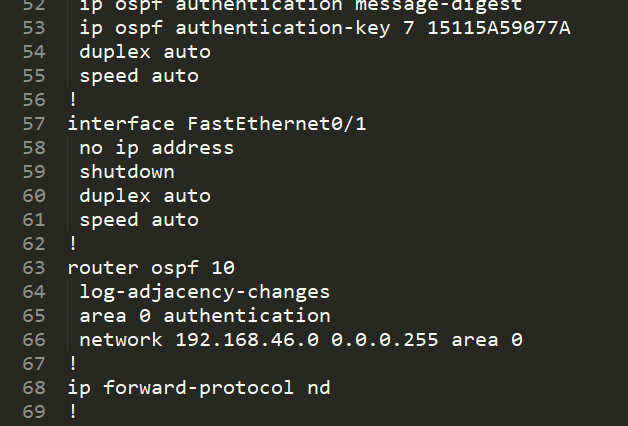 52 ip ospf authentication message-digest
53 ip ospf authentication-key 7 15115A59077A
54 duplex auto
55 speed auto
56 !
57 interface FastEthernet0/1
58 no ip address
59 shutdown
60 duplex auto
61 speed auto
62 !
63 router ospf 10
64 log-adjacency-changes
65 area 0 authentication
66 network 192.168.46.0 0.0.0.255 area 0
67 !
68 ip forward-protocol nd
69 !